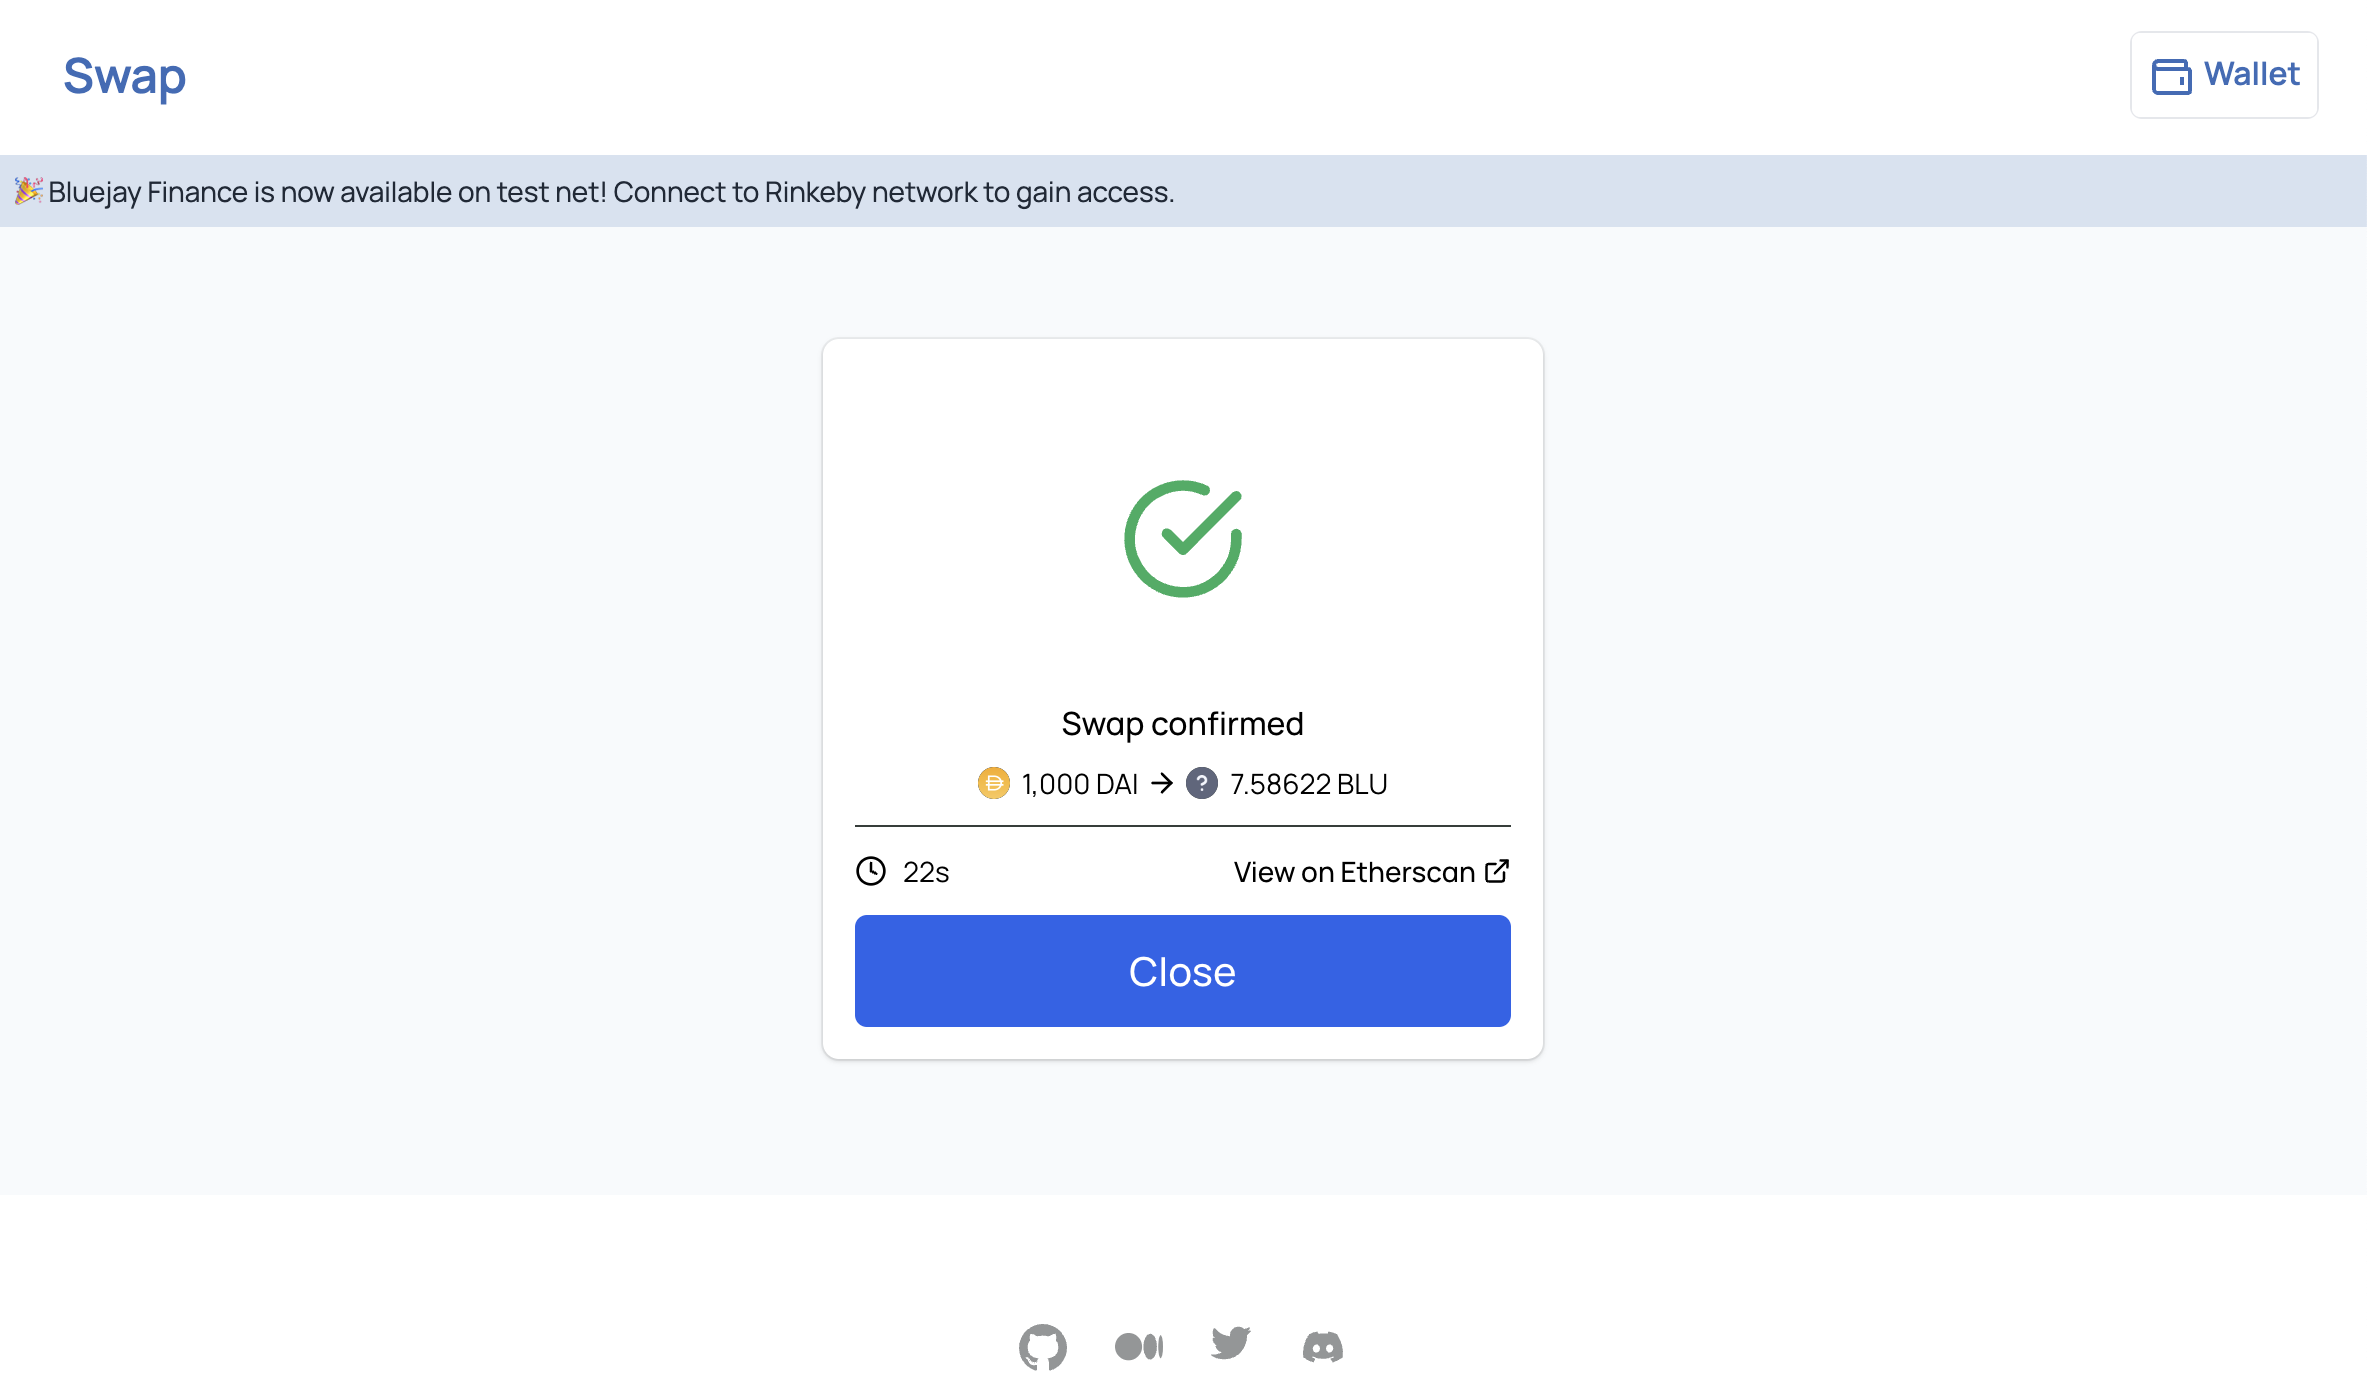 Swap
Wallet
🎉 Bluejay Finance is now available on test net! Connect to Rinkeby network to gain access.
Swap confirmed
1,000 DAI → ? 7.58622 BLU
22s
View on Etherscan
Close